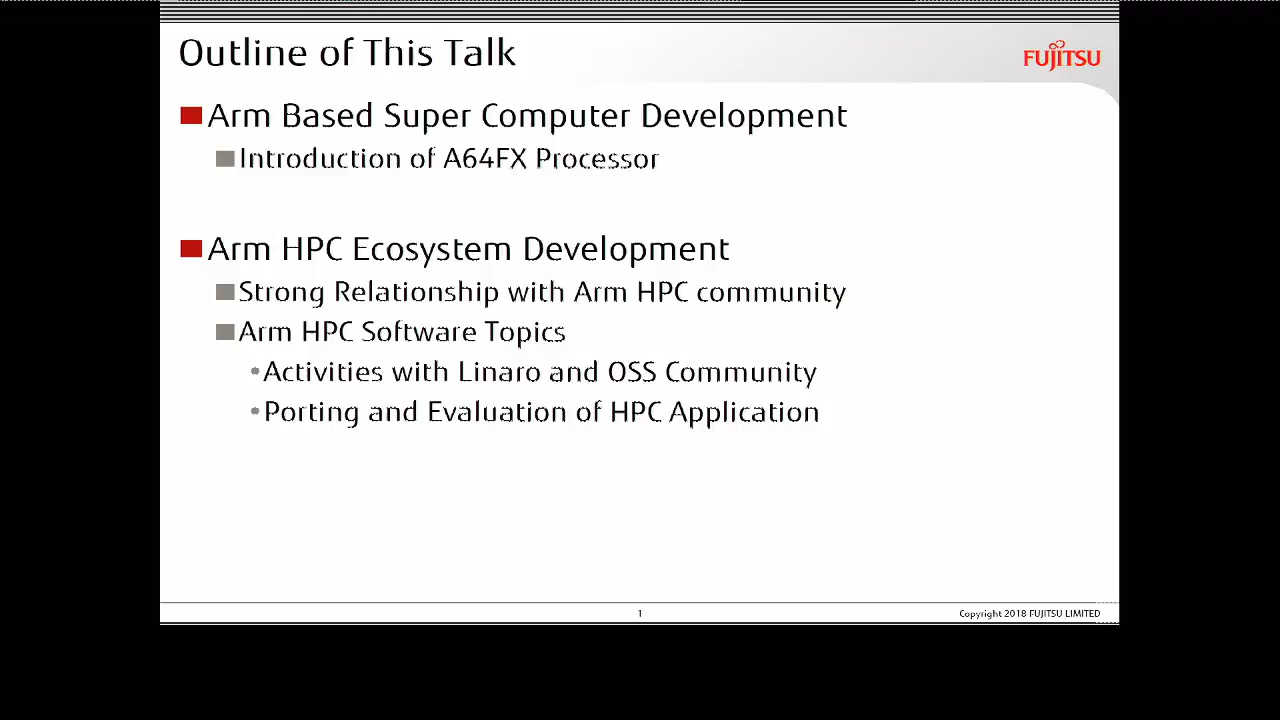 Outline of This Talk
FUJITSU
Arm Based Super Computer Development
Introduction of A64FX Processor
Arm HPC Ecosystem Development
Strong Relationship with Arm HPC community
Arm HPC Software Topics
•Activities with Linaro and OSS Community
•Porting and Evaluation of HPC Application
1
Copyright 2018 FUJITSU LIMITED